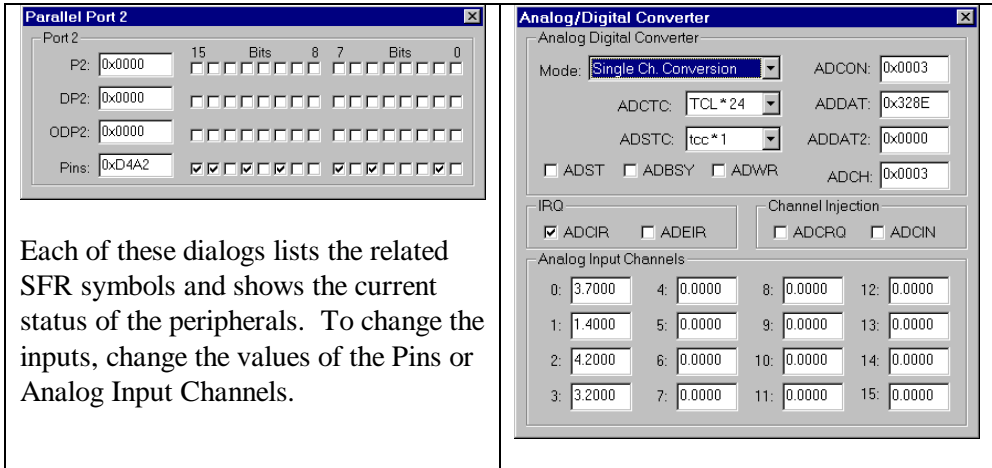 Parallel Port 2
Port 2
15 Bits 8 7 Bits 0
P2: 0x0000
DP2: 0x0000
ODP2: 0x0000
Pins: 0xD4A2
Each of these dialogs lists the related
SFR symbols and shows the current
status of the peripherals. To change the
inputs, change the values of the Pins or
Analog Input Channels.
Analog/Digital Converter
Analog Digital Converter
Mode: Single Ch. Conversion ADCON: 0x0003
ADCTC: TCL*24 ADDAT: 0x328E
ADSTC: tcc*1 ADDAT2: 0x0000
ADST ADBSY ADWR ADCH: 0x0003
IRQ Channel Injection
ADCIR ADEIR ADCRQ ADCIN
Analog Input Channels
0: 3.7000 4: 0.0000 8: 0.0000 12: 0.0000
1: 1.4000 5: 0.0000 9: 0.0000 13: 0.0000
2: 4.2000 6: 0.0000 10: 0.0000 14: 0.0000
3: 3.2000 7: 0.0000 11: 0.0000 15: 0.0000